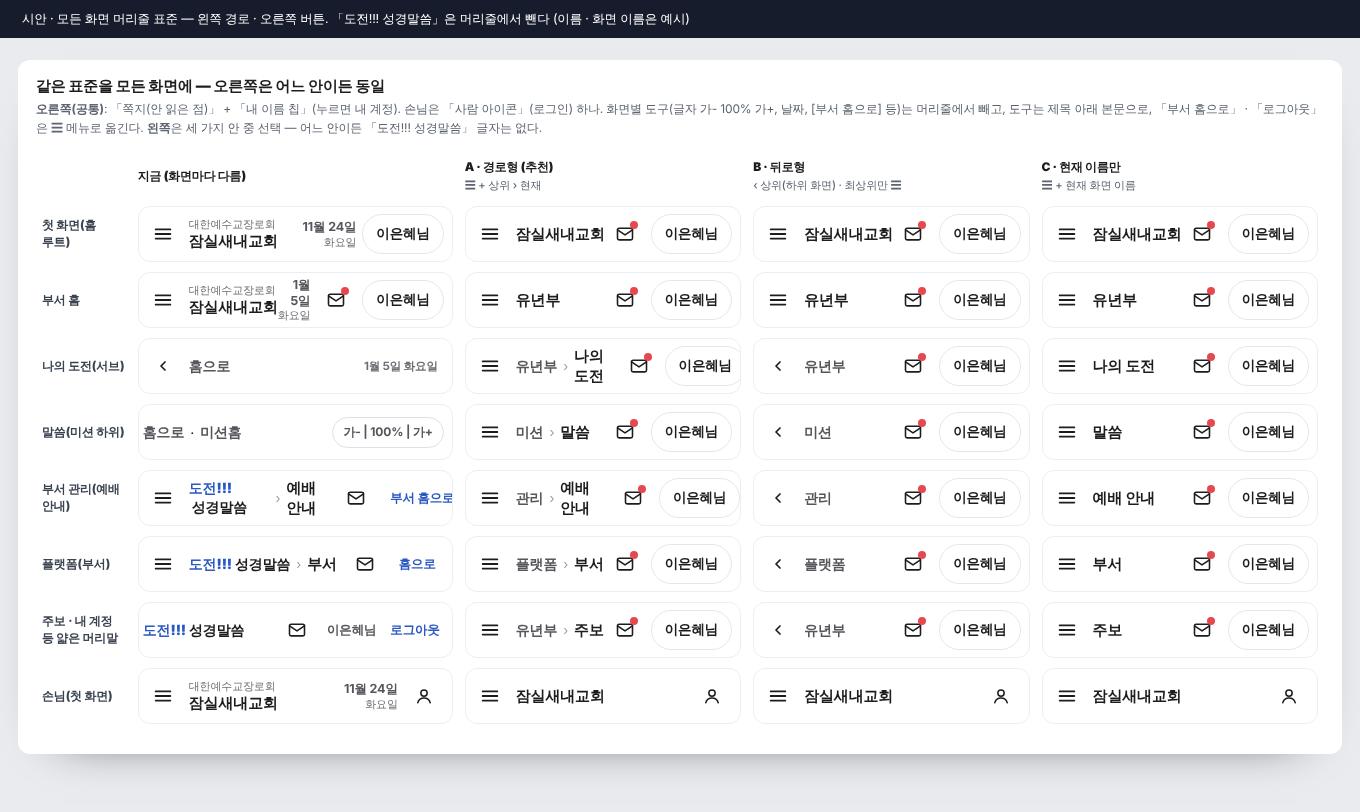 시안 · 모든 화면 머리줄 표준 — 왼쪽 경로 · 오른쪽 버튼. 「도전!!! 성경말씀」은 머리줄에서 뺀다 (이름 · 화면 이름은 예시)
같은 표준을 모든 화면에 — 오른쪽은 어느 안이든 동일
오른쪽(공통): 「쪽지(안 읽은 점)」 + 「내 이름 칩」(누르면 내 계정). 손님은 「사람 아이콘」(로그인) 하나. 화면별 도구(글자 가- 100% 가+, 날짜, [부서 홈으로] 등)는 머리줄에서 빼고, 도구는 제목 아래 본문으로, 「부서 홈으로」 · 「로그아웃」
은 ☰ 메뉴로 옮긴다. 왼쪽은 세 가지 안 중 선택 — 어느 안이든 「도전!!! 성경말씀」 글자는 없다.
지금 (화면마다 다름)
A · 경로형 (추천)
☰ + 상위 › 현재
B · 뒤로형
‹ 상위(하위 화면) · 최상위만 ☰
C · 현재 이름만
☰ + 현재 화면 이름
첫 화면(홈
루트)
대한예수교장로회
잠실새내교회
11월 24일
화요일
이은혜님
잠실새내교회
이은혜님
잠실새내교회
이은혜님
잠실새내교회
이은혜님
부서 홈
대한예수교장로회
잠실새내교회
1월
5일
화요일
이은혜님
유년부
이은혜님
유년부
이은혜님
유년부
이은혜님
나의 도전(서브)
‹ 홈으로
1월 5일 화요일
유년부 › 나의
도전
이은혜님
‹ 유년부
이은혜님
나의 도전
이은혜님
말씀(미션 하위)
홈으로 · 미션홈
가- | 100% | 가+
미션 › 말씀
이은혜님
‹ 미션
이은혜님
말씀
이은혜님
부서 관리(예배
안내)
도전!!!
성경말씀
› 예배
안내
부서 홈으로
관리 › 예배
안내
이은혜님
‹ 관리
이은혜님
예배 안내
이은혜님
플랫폼(부서)
도전!!! 성경말씀 › 부서
홈으로
플랫폼 › 부서
이은혜님
‹ 플랫폼
이은혜님
부서
이은혜님
주보 · 내 계정
등 얇은 머리말
도전!!! 성경말씀
이은혜님
로그아웃
유년부 › 주보
이은혜님
‹ 유년부
이은혜님
주보
이은혜님
손님(첫 화면)
대한예수교장로회
잠실새내교회
11월 24일
화요일
잠실새내교회
잠실새내교회
잠실새내교회